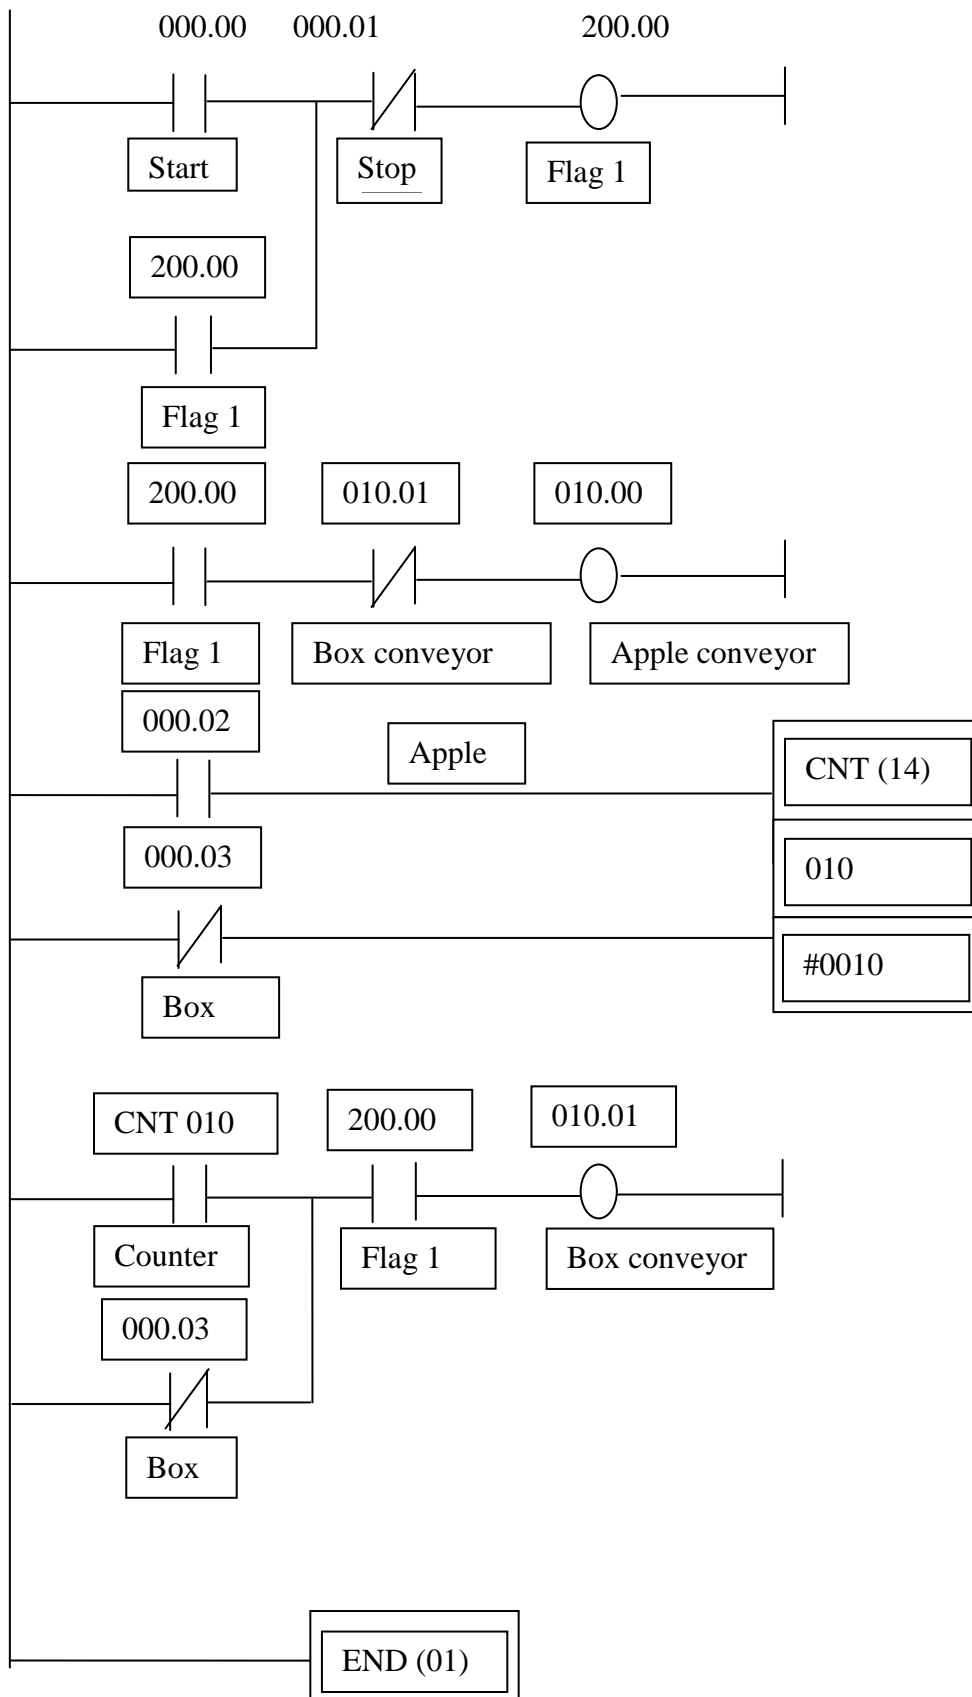 000.00 000.01 200.00
Start Stop Flag 1
200.00
Flag 1
200.00 010.01 010.00
Flag 1 Box conveyor Apple conveyor
000.02
Apple CNT (14)
000.03 010
#0010
Box
CNT 010 200.00 010.01
Counter Flag 1 Box conveyor
000.03
Box
END (01)